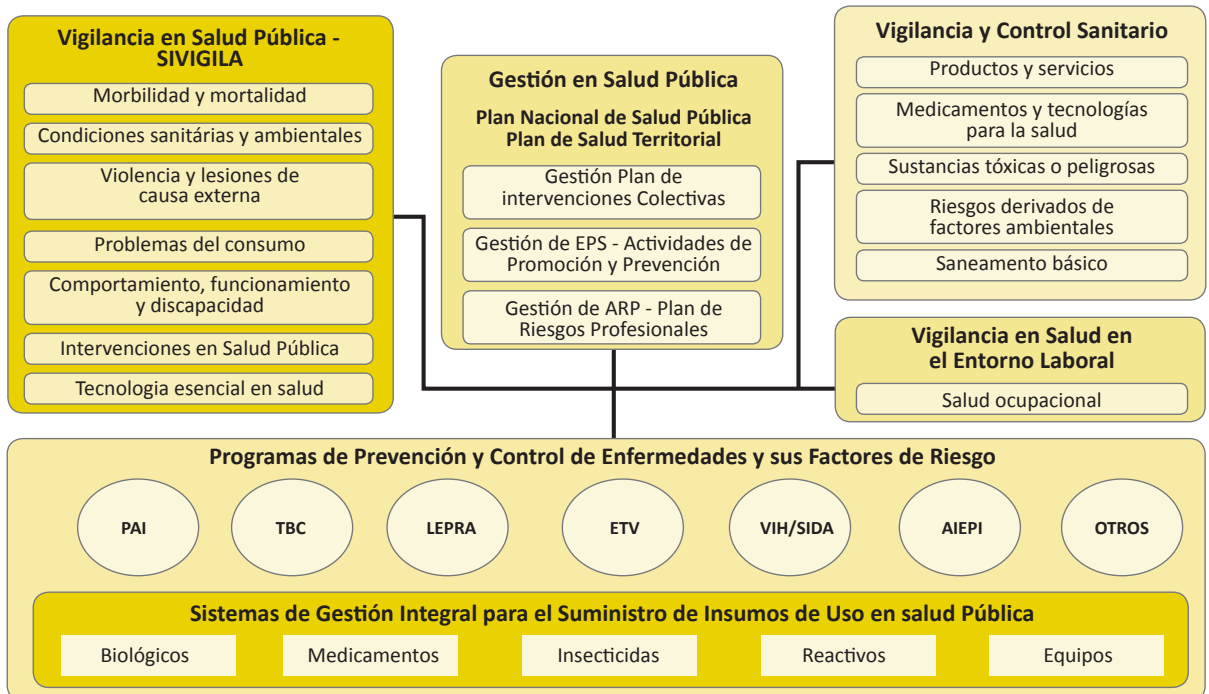 Vigilancia en Salud Pública -
SIVIGILA
Morbilidad y mortalidad
Condiciones sanitárias y ambientales
Violencia y lesiones de
causa externa
Problemas del consumo
Comportamiento, funcionamiento
y discapacidad
Intervenciones en Salud Pública
Tecnologia esencial en salud
Gestión en Salud Pública
Plan Nacional de Salud Pública
Plan de Salud Territorial
Gestión Plan de
intervenciones Colectivas
Gestión de EPS - Actividades de
Promoción y Prevención
Gestión de ARP - Plan de
Riesgos Profesionales
Vigilancia y Control Sanitario
Productos y servicios
Medicamentos y tecnologías
para la salud
Sustancias tóxicas o peligrosas
Riesgos derivados de
factores ambientales
Saneamento básico
Vigilancia en Salud en
el Entorno Laboral
Salud ocupacional
Programas de Prevención y Control de Enfermedades y sus Factores de Riesgo
PAI
TBC
LEPRA
ETV
VIH/SIDA
AIEPI
OTROS
Sistemas de Gestión Integral para el Suministro de Insumos de Uso en salud Pública
Biológicos
Medicamentos
Insecticidas
Reactivos
Equipos